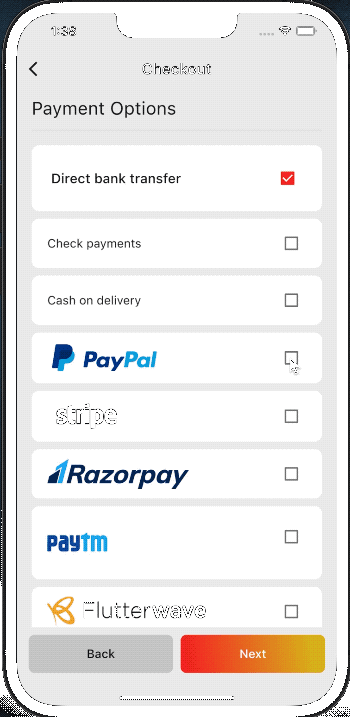 1:38
Checkout
Payment Options
Direct bank transfer
Check payments
Cash on delivery
PayPal
stripe
Razorpay
paytm
Flutterwave
Back
Next